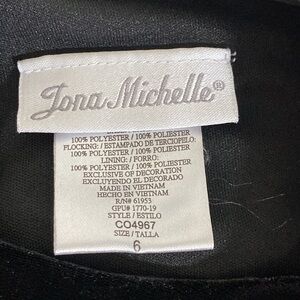 Jona Michelle®
100% POLYESTER / 100% POLIESTER
FLOCKING: / ESTAMPADO DE TERCIOPELO:
100% POLYESTER / 100% POLIESTER
LINING: / FORRO:
100% POLYESTER / 100% POLIESTER
EXCLUSIVE OF DECORATION
EXCLUYENDO EL DECORADO
MADE IN VIETNAM
HECHO EN VIETNAM
R/N# 61953
GPU# 1770-19
STYLE / ESTILO
CO4967
SIZE / TALLA
6